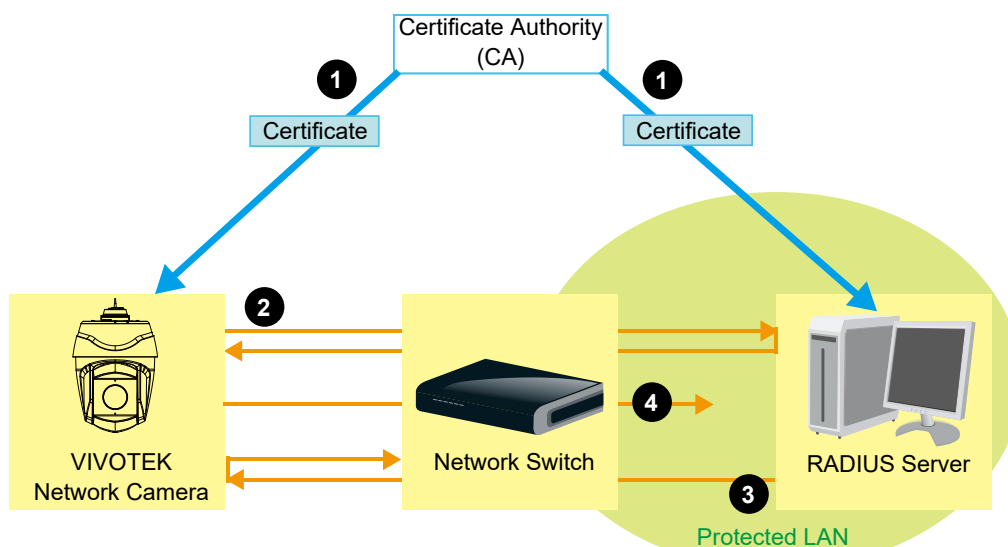 Certificate Authority
(CA)
1
1
Certificate
Certificate
2
4
VIVOTEK
Network Camera
Network Switch
RADIUS Server
3
Protected LAN